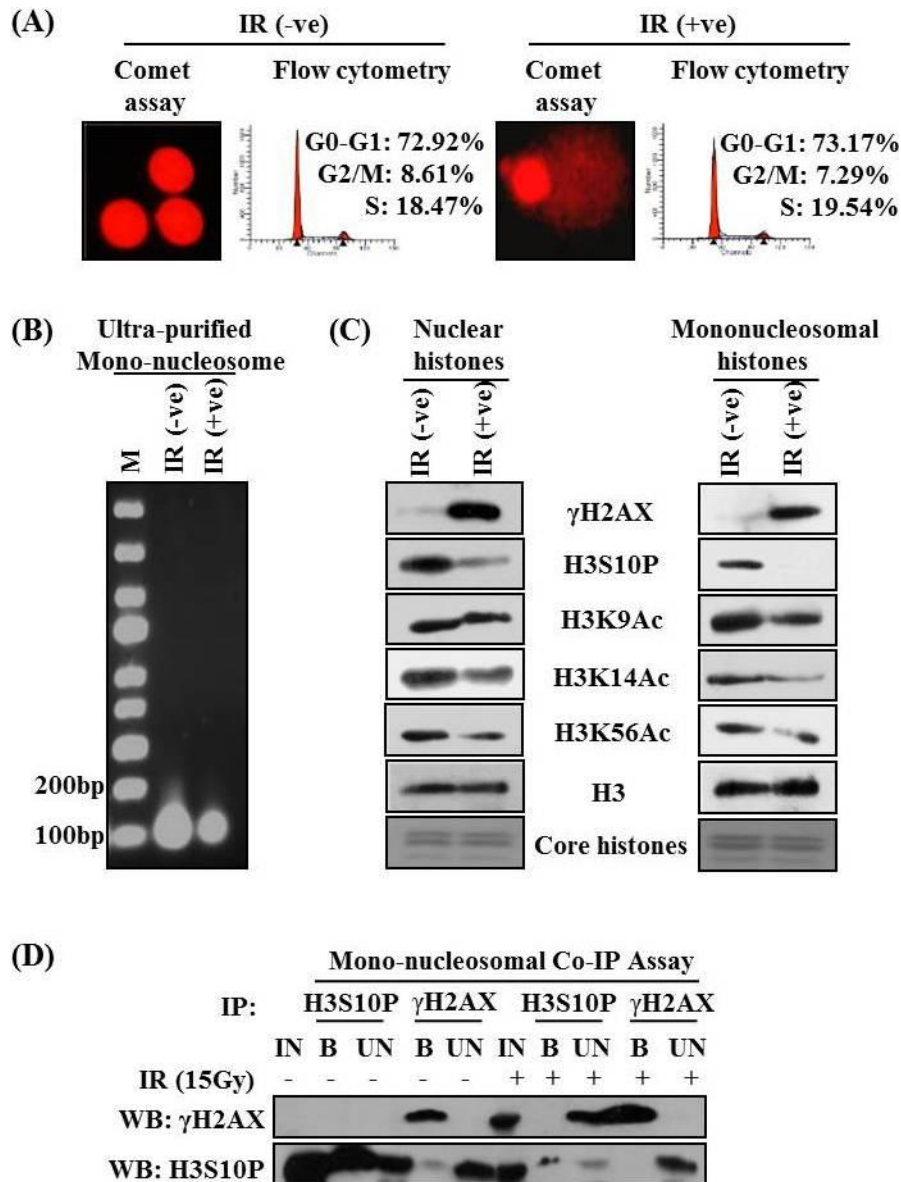 (A)
IR (-ve)
IR (+ve)
Comet assay
Flow cytometry
Comet assay
Flow cytometry
G0-G1: 72.92%
G2/M: 8.61%
S: 18.47%
G0-G1: 73.17%
G2/M: 7.29%
S: 19.54%
Number
Channels
Number
Channels
(B)
Ultra-purified
Mono-nucleosome
M
IR (-ve)
IR (+ve)
200bp
100bp
(C)
Nuclear
histones
Mononucleosomal
histones
IR (-ve)
IR (+ve)
IR (-ve)
IR (+ve)
γH2AX
H3S10P
H3K9Ac
H3K14Ac
H3K56Ac
H3
Core histones
(D)
Mono-nucleosomal Co-IP Assay
IP: H3S10P γH2AX H3S10P γH2AX
IN B UN B UN IN B UN B UN
IR (15Gy) - - - - - + + + + +
WB: γH2AX
WB: H3S10P